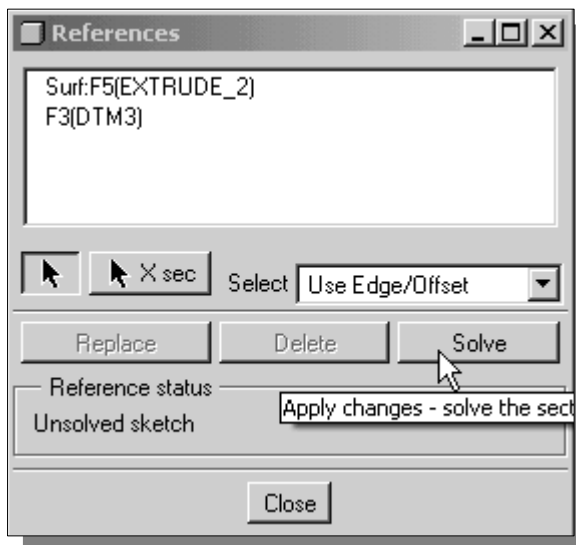 References
Surf:F5(EXTRUDE_2)
F3(DTM3)
X sec Select Use Edge/Offset
Replace Delete Solve
Reference status
Apply changes - solve the sect
Unsolved sketch
Close